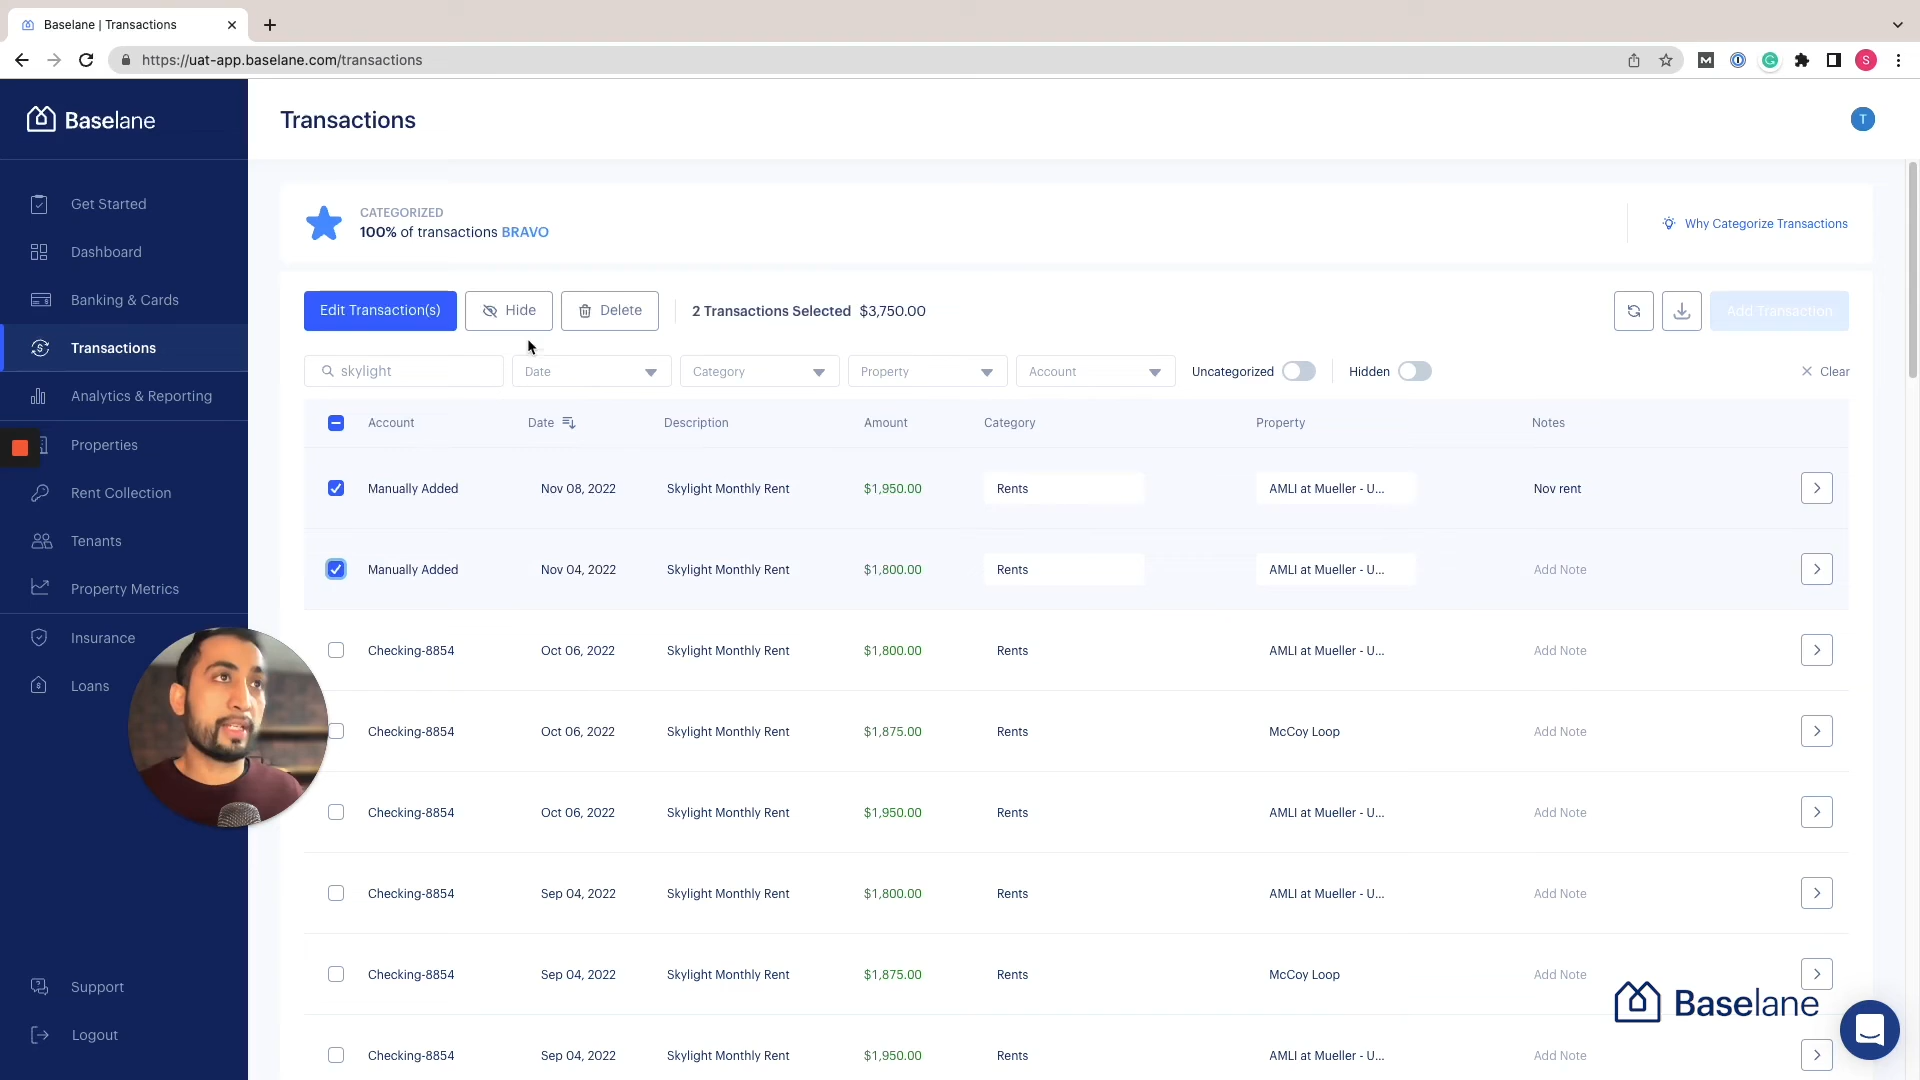 Baselane | Transactions
https://uat-app.baselane.com/transactions
S
Baselane
Transactions
T
Get Started
Dashboard
Banking & Cards
Transactions
Analytics & Reporting
Properties
Rent Collection
Tenants
Property Metrics
Insurance
Loans
Support
Logout
CATEGORIZED
100% of transactions BRAVO
Why Categorize Transactions
Edit Transaction(s) Hide Delete 2 Transactions Selected $3,750.00 Add Transaction
skylight Date Category Property Account Uncategorized Hidden Clear
Account Date Description Amount Category Property Notes
Manually Added Nov 08, 2022 Skylight Monthly Rent $1,950.00 Rents AMLI at Mueller - U... Nov rent
Manually Added Nov 04, 2022 Skylight Monthly Rent $1,800.00 Rents AMLI at Mueller - U... Add Note
Checking-8854 Oct 06, 2022 Skylight Monthly Rent $1,800.00 Rents AMLI at Mueller - U... Add Note
Checking-8854 Oct 06, 2022 Skylight Monthly Rent $1,875.00 Rents McCoy Loop Add Note
Checking-8854 Oct 06, 2022 Skylight Monthly Rent $1,950.00 Rents AMLI at Mueller - U... Add Note
Checking-8854 Sep 04, 2022 Skylight Monthly Rent $1,800.00 Rents AMLI at Mueller - U... Add Note
Checking-8854 Sep 04, 2022 Skylight Monthly Rent $1,875.00 Rents McCoy Loop Add Note
Checking-8854 Sep 04, 2022 Skylight Monthly Rent $1,950.00 Rents AMLI at Mueller - U... Add Note
Baselane